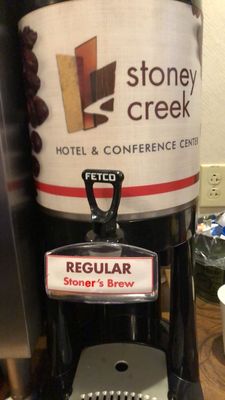 stoney
creek
HOTEL & CONFERENCE CENTER
FETCO
REGULAR
Stoner's Brew